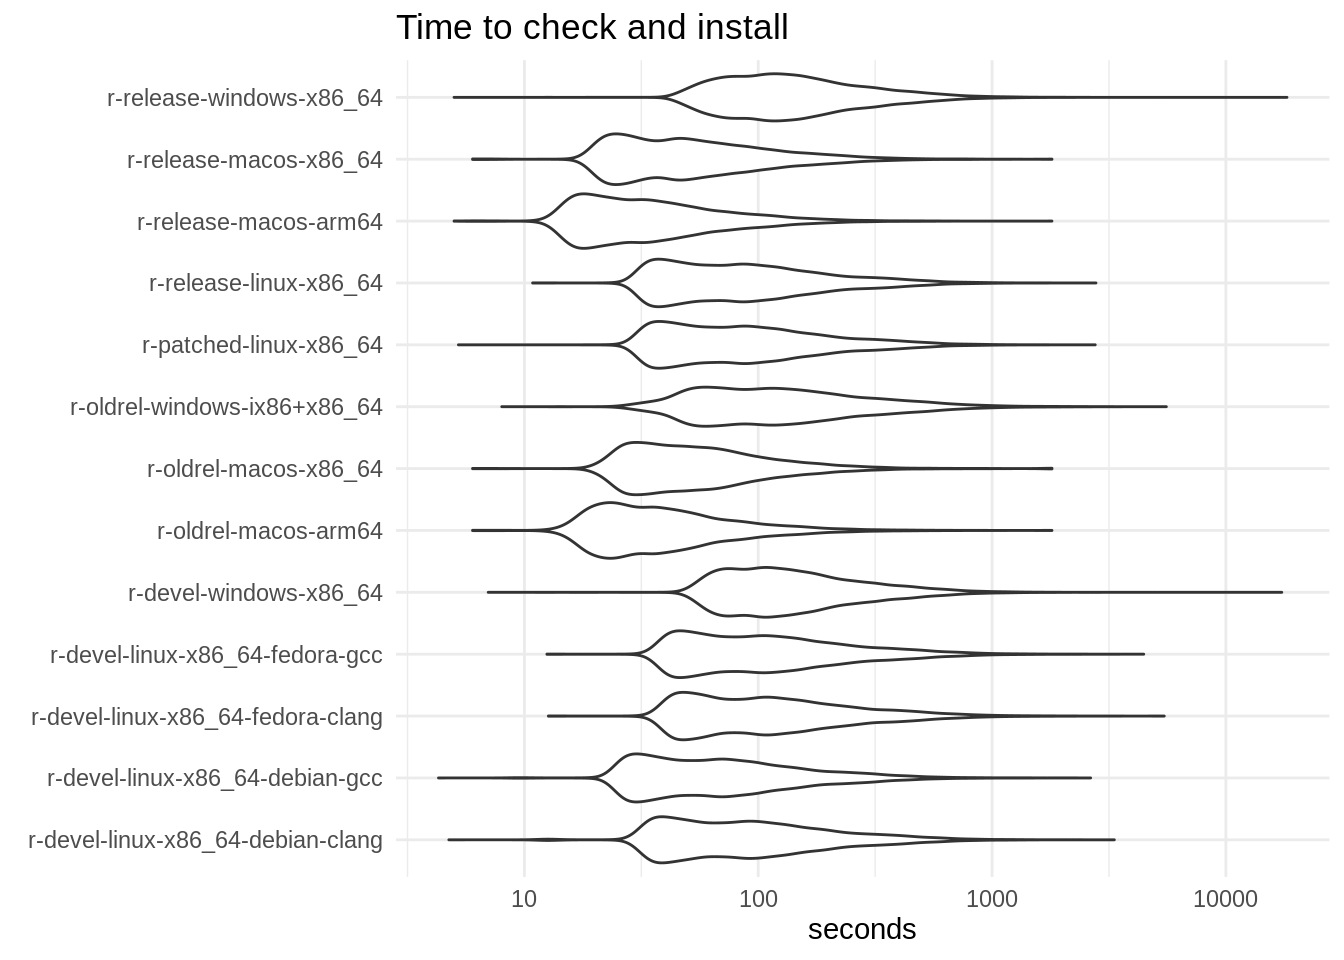 Time to check and install
r-release-windows-x86_64
r-release-macos-x86_64
r-release-macos-arm64
r-release-linux-x86_64
r-patched-linux-x86_64
r-oldrel-windows-ix86+x86_64
r-oldrel-macos-x86_64
r-oldrel-macos-arm64
r-devel-windows-x86_64
r-devel-linux-x86_64-fedora-gcc
r-devel-linux-x86_64-fedora-clang
r-devel-linux-x86_64-debian-gcc
r-devel-linux-x86_64-debian-clang
10 100 1000 10000
seconds